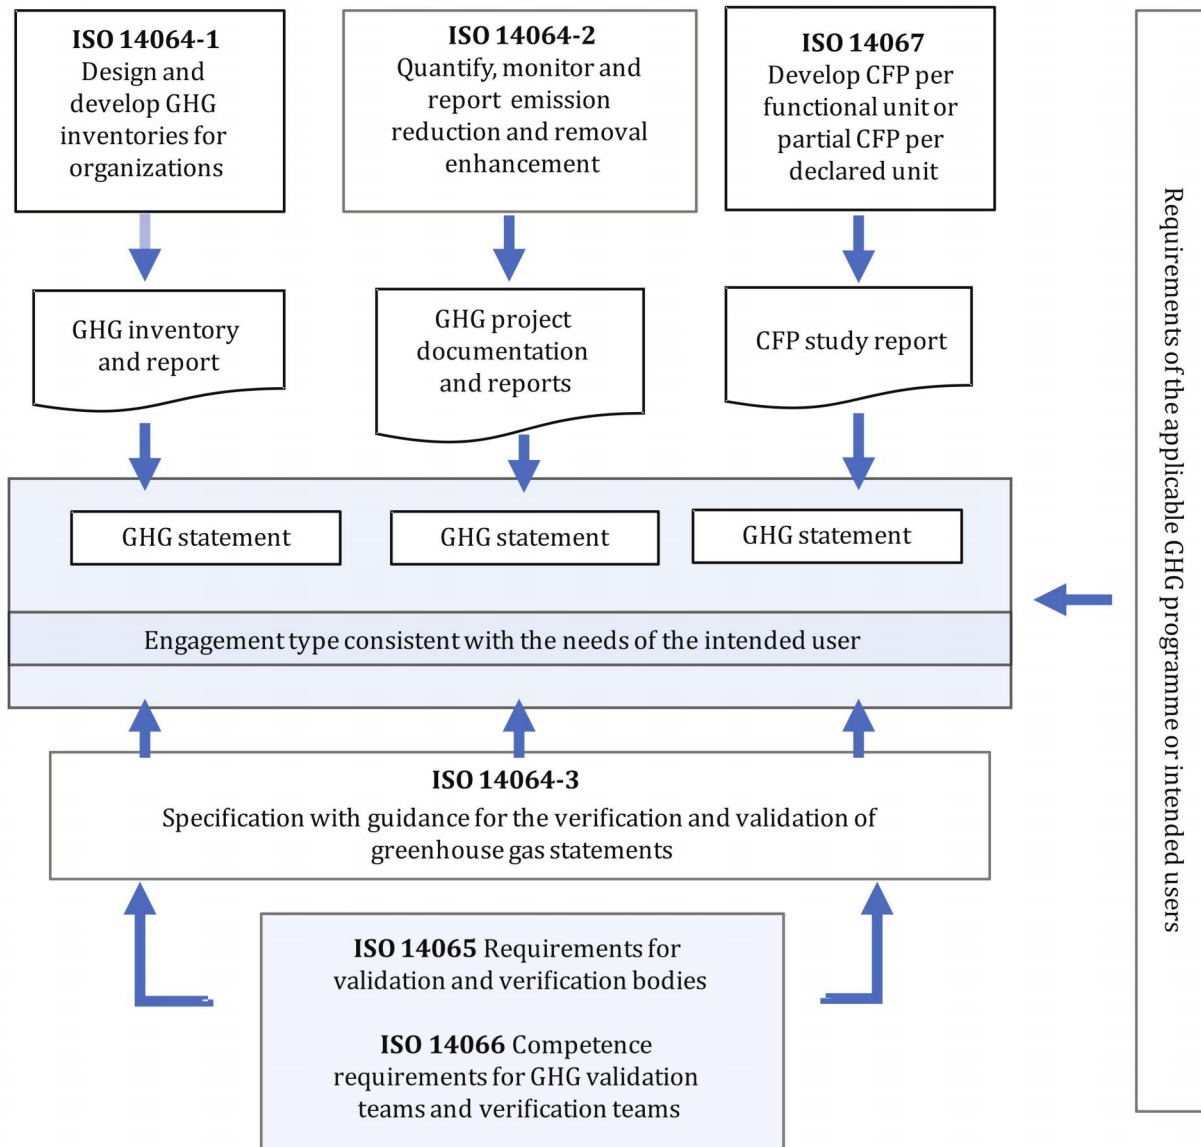 ISO 14064-1
Design and
develop GHG
inventories for
organizations
ISO 14064-2
Quantify, monitor and
report emission
reduction and removal
enhancement
ISO 14067
Develop CFP per
functional unit or
partial CFP per
declared unit
GHG inventory
and report
GHG project
documentation
and reports
CFP study report
GHG statement
GHG statement
GHG statement
Engagement type consistent with the needs of the intended user
ISO 14064-3
Specification with guidance for the verification and validation of
greenhouse gas statements
ISO 14065 Requirements for
validation and verification bodies
ISO 14066 Competence
requirements for GHG validation
teams and verification teams
Requirements of the applicable GHG programme or intended users